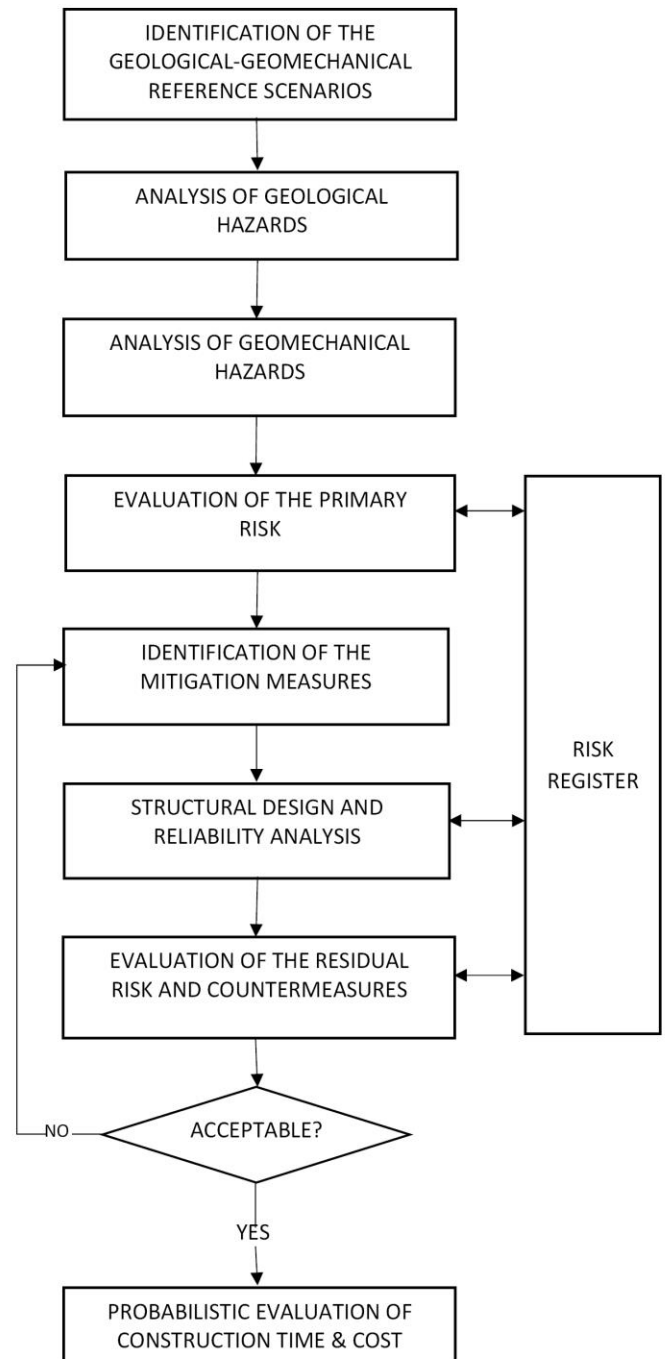 IDENTIFICATION OF THE
GEOLOGICAL-GEOMECHANICAL
REFERENCE SCENARIOS
ANALYSIS OF GEOLOGICAL
HAZARDS
ANALYSIS OF GEOMECHANICAL
HAZARDS
EVALUATION OF THE PRIMARY
RISK
IDENTIFICATION OF THE
MITIGATION MEASURES
RISK
REGISTER
STRUCTURAL DESIGN AND
RELIABILITY ANALYSIS
EVALUATION OF THE RESIDUAL
RISK AND COUNTERMEASURES
ACCEPTABLE?
NO
YES
PROBABILISTIC EVALUATION OF
CONSTRUCTION TIME & COST